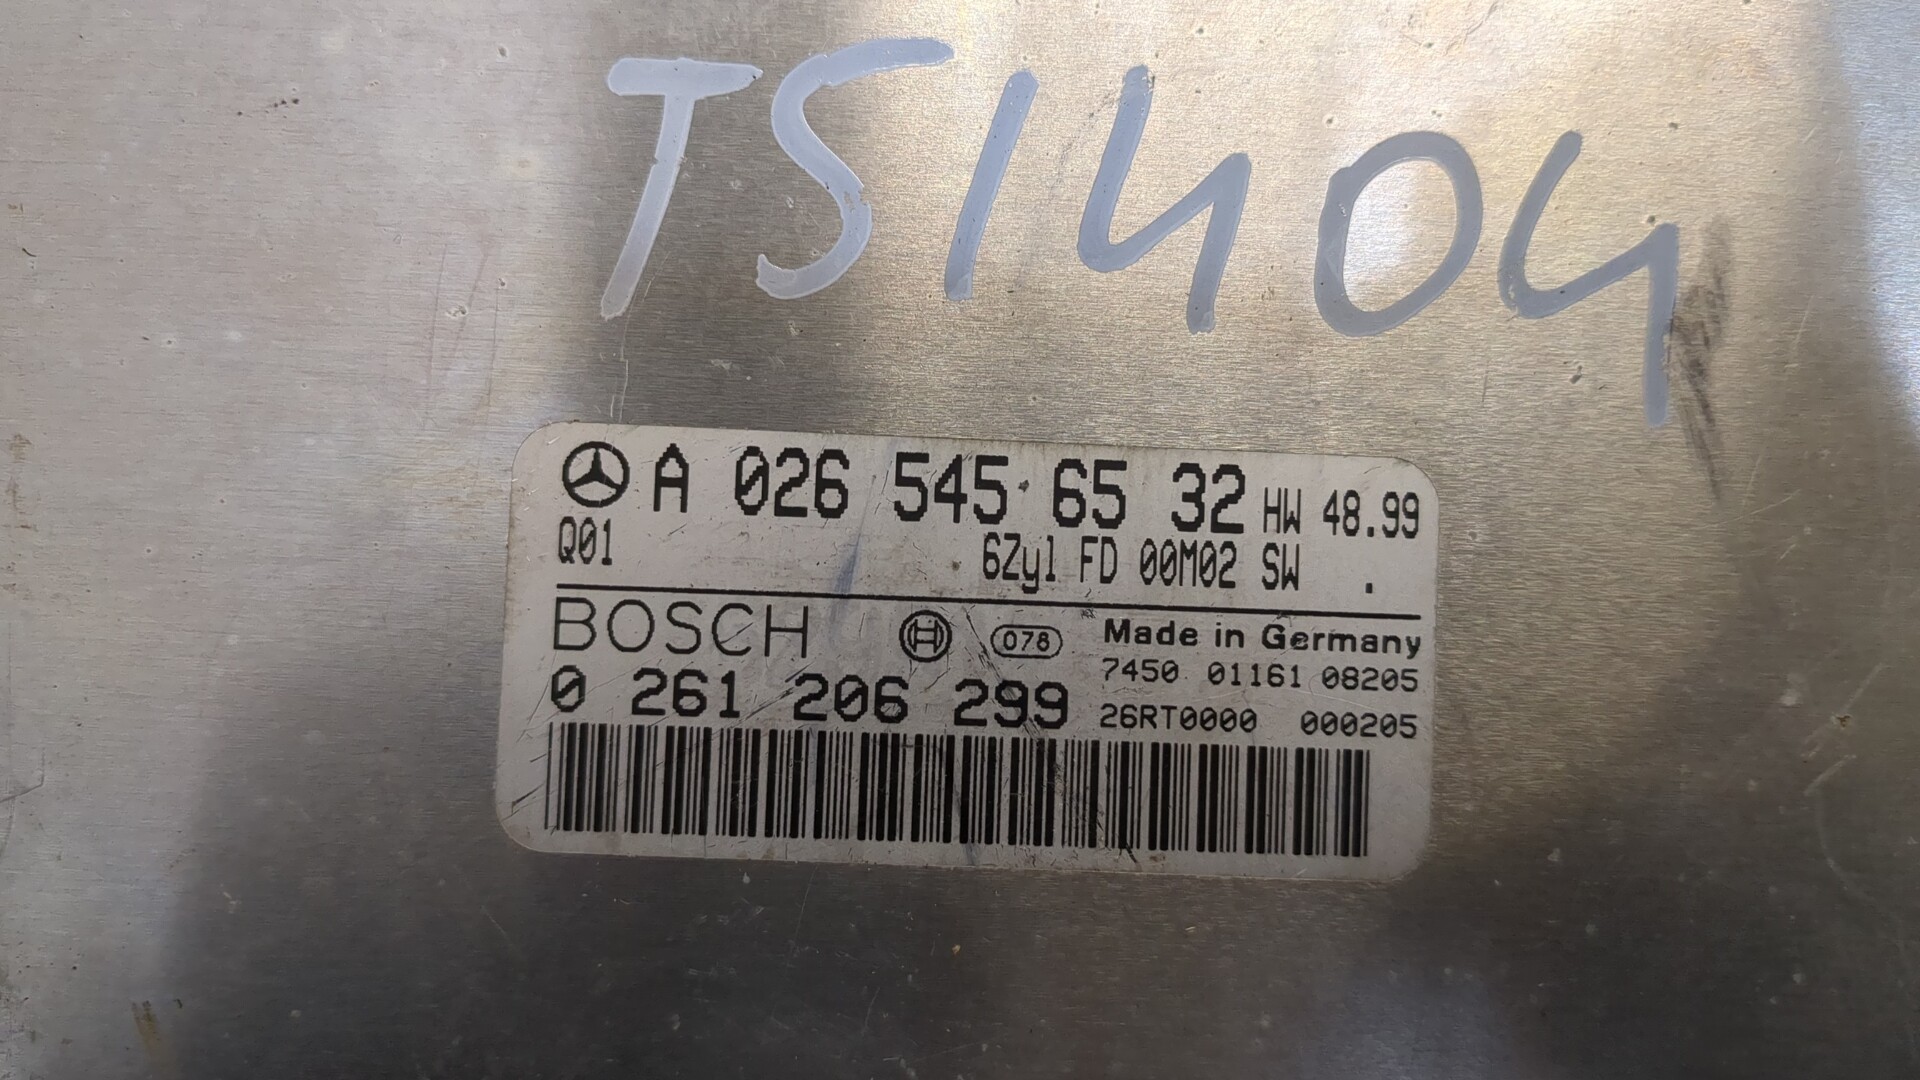 TS1404
A 026 545 65 32 HW 48.99
Q01 6Zyl FD 00M02 SW .
BOSCH 078 Made in Germany
7450 01161 08205
0 261 206 299 26RT0000 000205